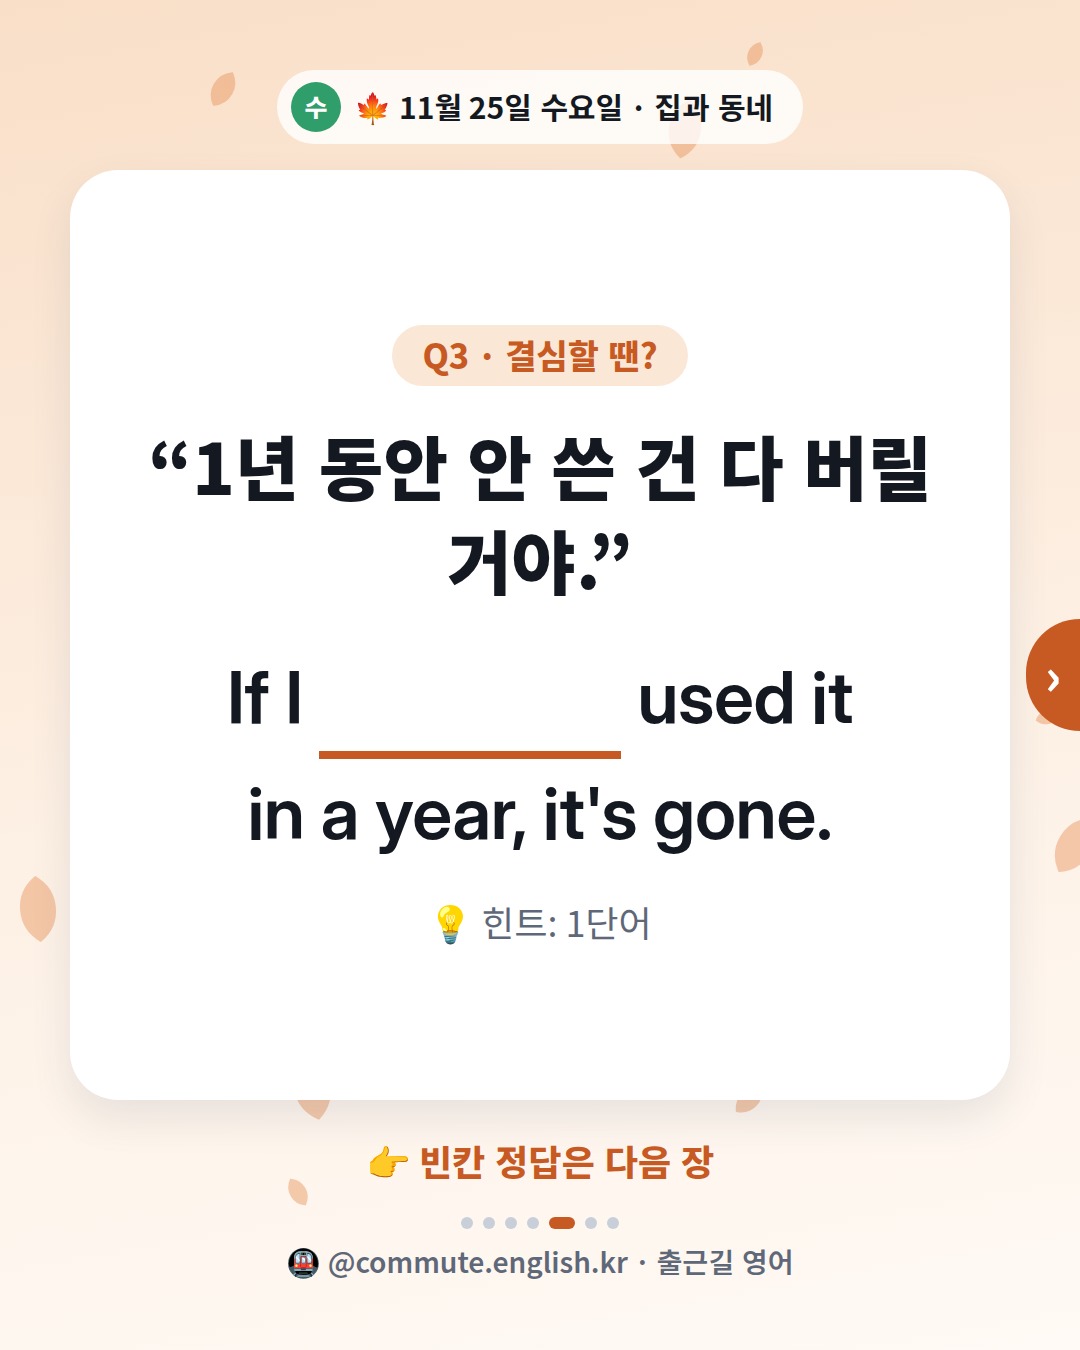 수 🍁 11월 25일 수요일 · 집과 동네
Q3 · 결심할 땐?
“1년 동안 안 쓴 건 다 버릴
거야.”
If I ________ used it
in a year, it's gone.
💡 힌트: 1단어
›
👉 빈칸 정답은 다음 장
🚇 @commute.english.kr · 출근길 영어